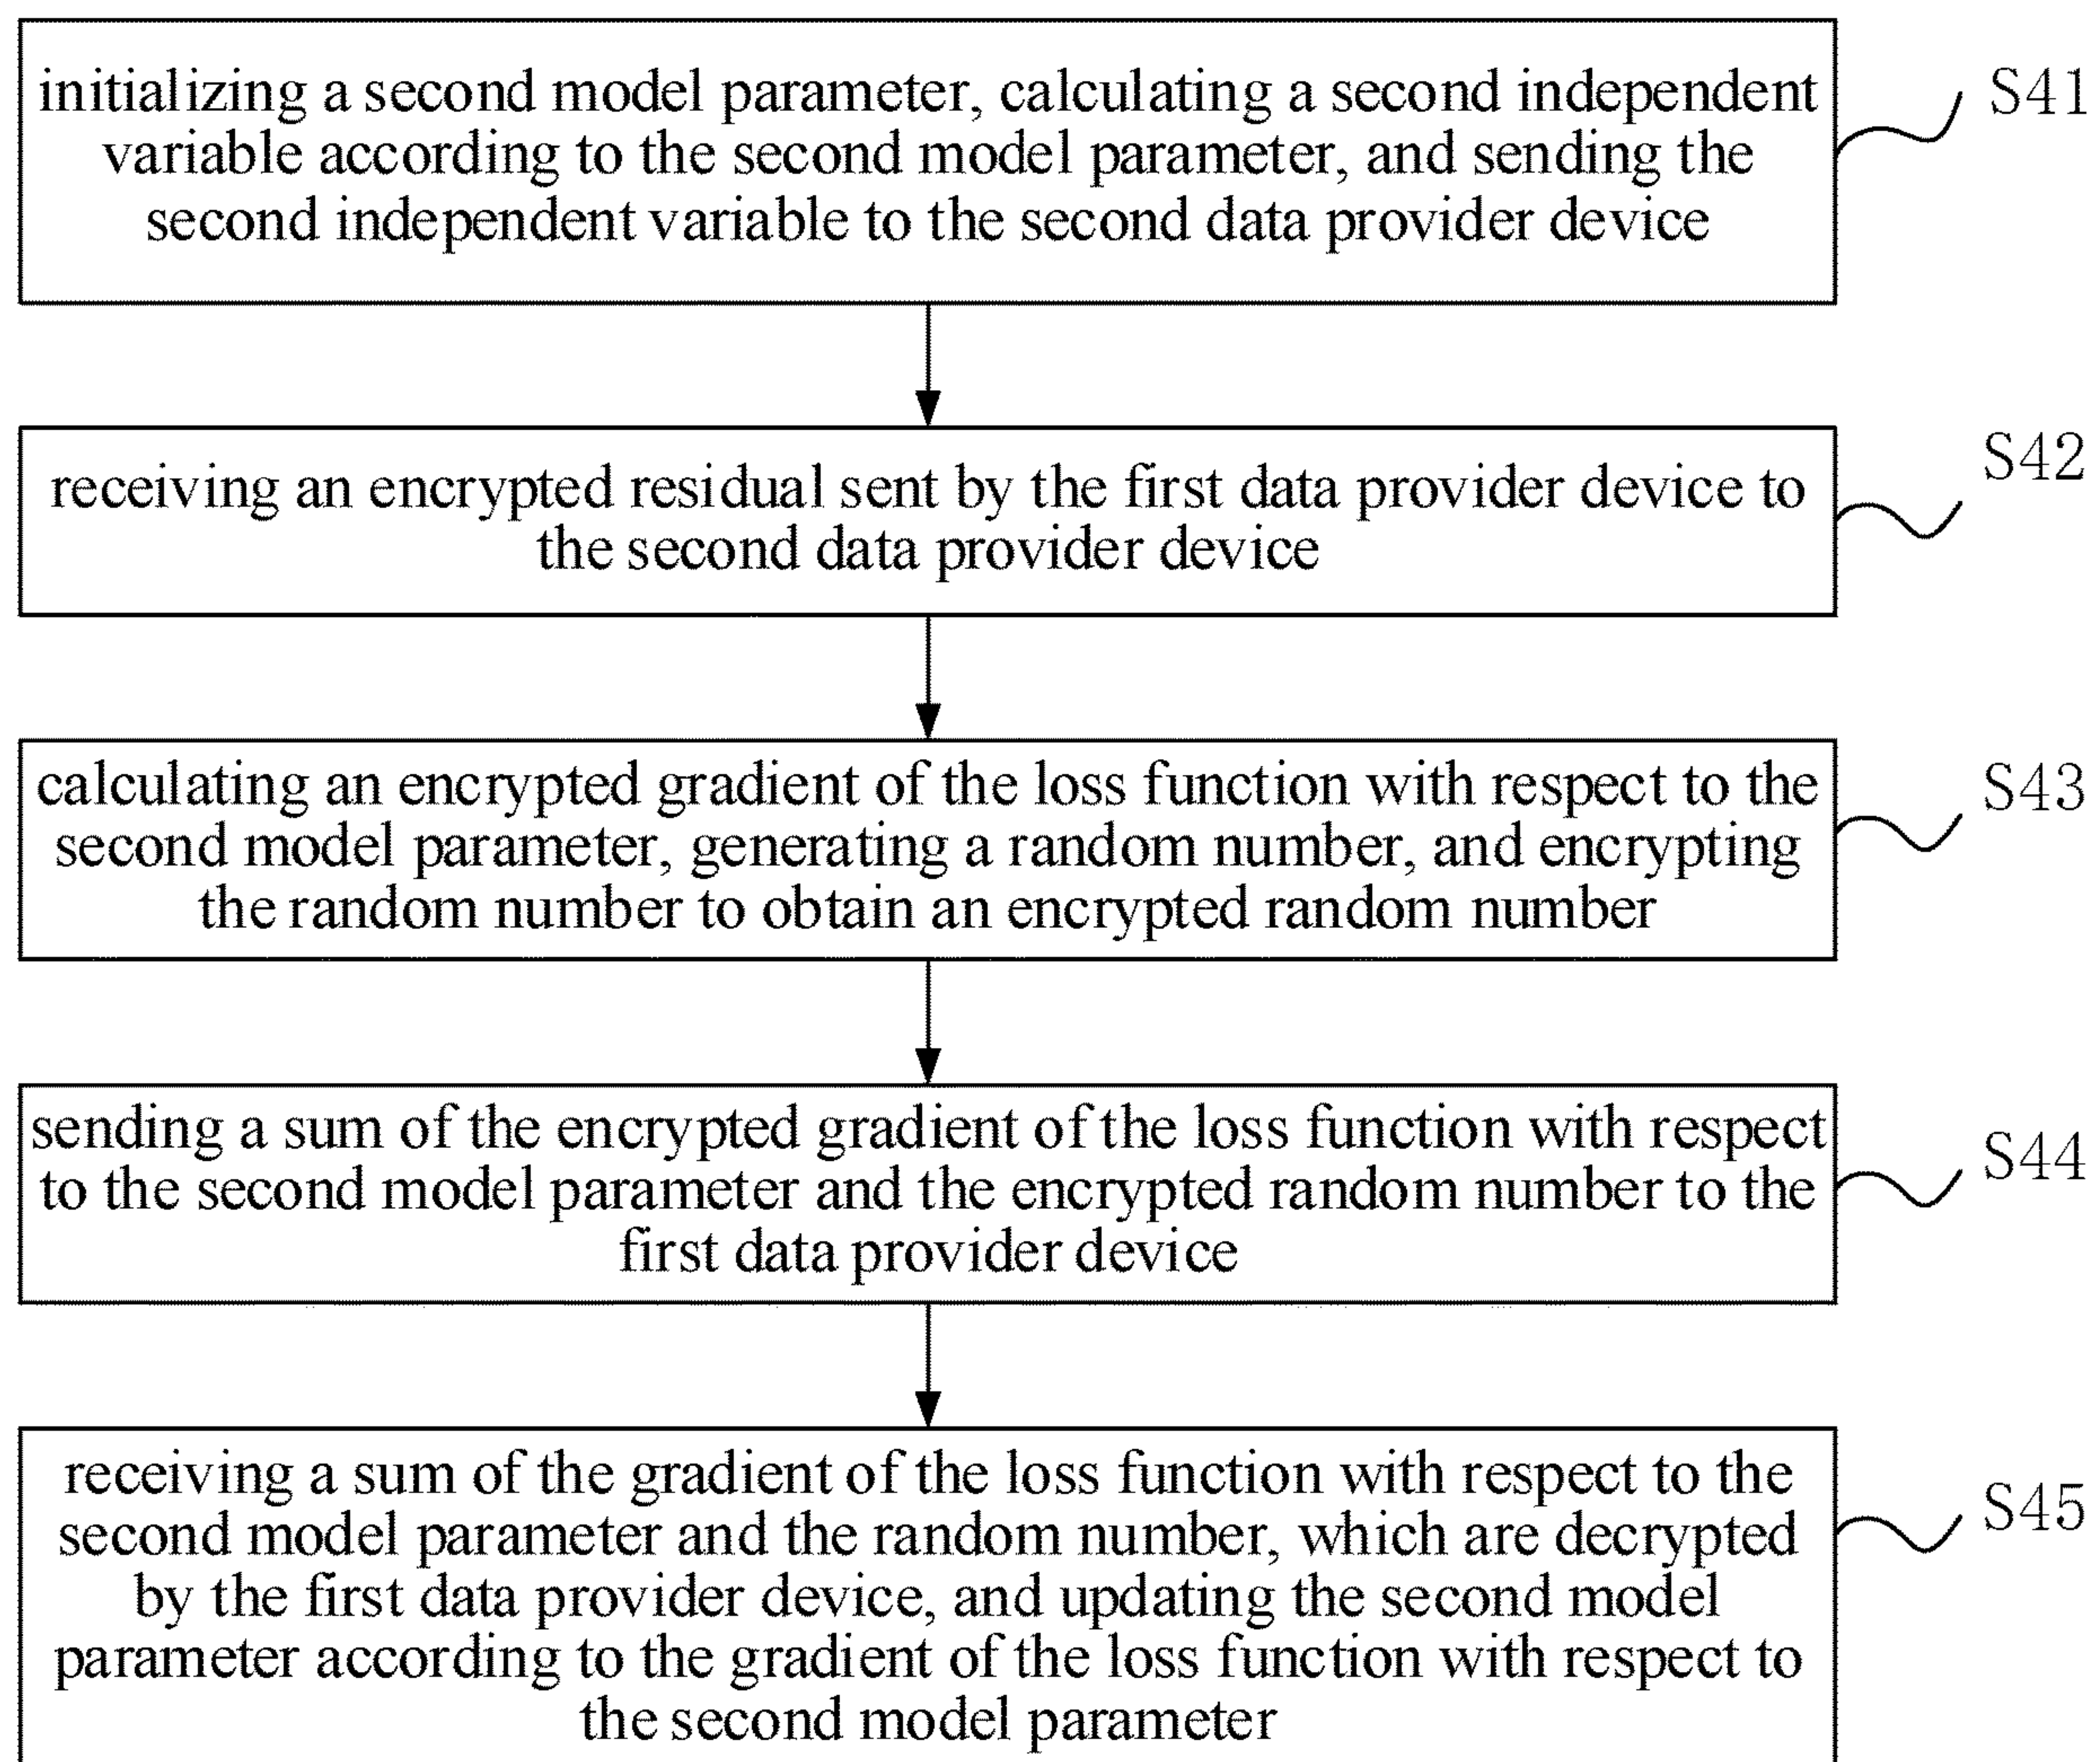 initializing a second model parameter, calculating a second independent
variable according to the second model parameter, and sending the
second independent variable to the second data provider device
S41
receiving an encrypted residual sent by the first data provider device to
the second data provider device
S42
calculating an encrypted gradient of the loss function with respect to the
second model parameter, generating a random number, and encrypting
the random number to obtain an encrypted random number
S43
sending a sum of the encrypted gradient of the loss function with respect
to the second model parameter and the encrypted random number to the
first data provider device
S44
receiving a sum of the gradient of the loss function with respect to the
second model parameter and the random number, which are decrypted
by the first data provider device, and updating the second model
parameter according to the gradient of the loss function with respect to
the second model parameter
S45